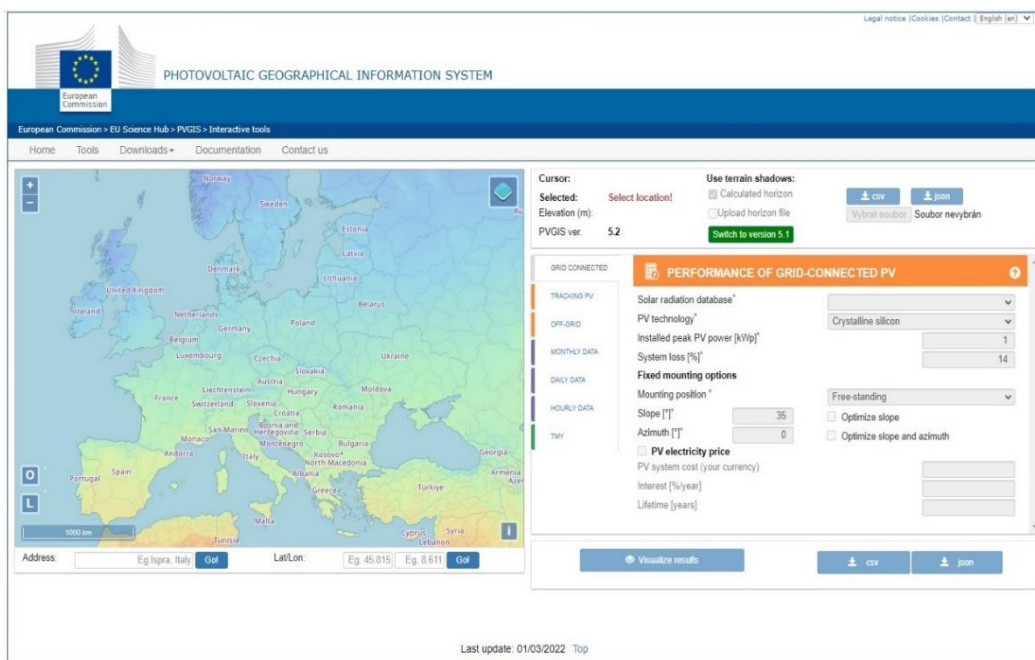 Legal notice |Cookies |Contact | English (en)
European
Commission
PHOTOVOLTAIC GEOGRAPHICAL INFORMATION SYSTEM
European Commission > EU Science Hub > PVGIS > Interactive tools
Home Tools Downloads Documentation Contact us
+
−
Norway
Sweden
Estonia
Latvia
Denmark
Lithuania
United Kingdom
Belarus
Ireland
Netherlands
Poland
Germany
Belgium
Luxembourg
Czechia
Ukraine
Slovakia
Austria
Liechtenstein
Hungary
Moldova
France
Switzerland
Slovenia
Romania
Croatia
San Marino
Bosnia and
Herzegovina
Serbia
Monaco
Montenegro
Bulgaria
Andorra
Italy
Kosovo*
Georgia
North Macedonia
Albania
Armenia
Azer
Spain
Portugal
Greece
Türkiye
O
L
Malta
1000 km
Tunisia
Cyprus
Syria
Lebanon
i
Address: Eg.Ispra, Italy Go! Lat/Lon: Eg. 45.815 Eg. 8.611 Go!
Cursor:
Selected: Select location!
Elevation (m):
PVGIS ver. 5.2
Use terrain shadows:
Calculated horizon
Upload horizon file
Switch to version 5.1
csv json
Vybrat soubor Soubor nevybrán
GRID CONNECTED
TRACKING PV
OFF-GRID
MONTHLY DATA
DAILY DATA
HOURLY DATA
TMY
PERFORMANCE OF GRID-CONNECTED PV ?
Solar radiation database*
PV technology* Crystalline silicon
Installed peak PV power [kWp]* 1
System loss [%]* 14
Fixed mounting options
Mounting position * Free-standing
Slope [°]* 35 Optimize slope
Azimuth [°]* 0 Optimize slope and azimuth
PV electricity price
PV system cost (your currency)
Interest [%/year]
Lifetime [years]
Visualize results csv json
Last update: 01/03/2022 Top